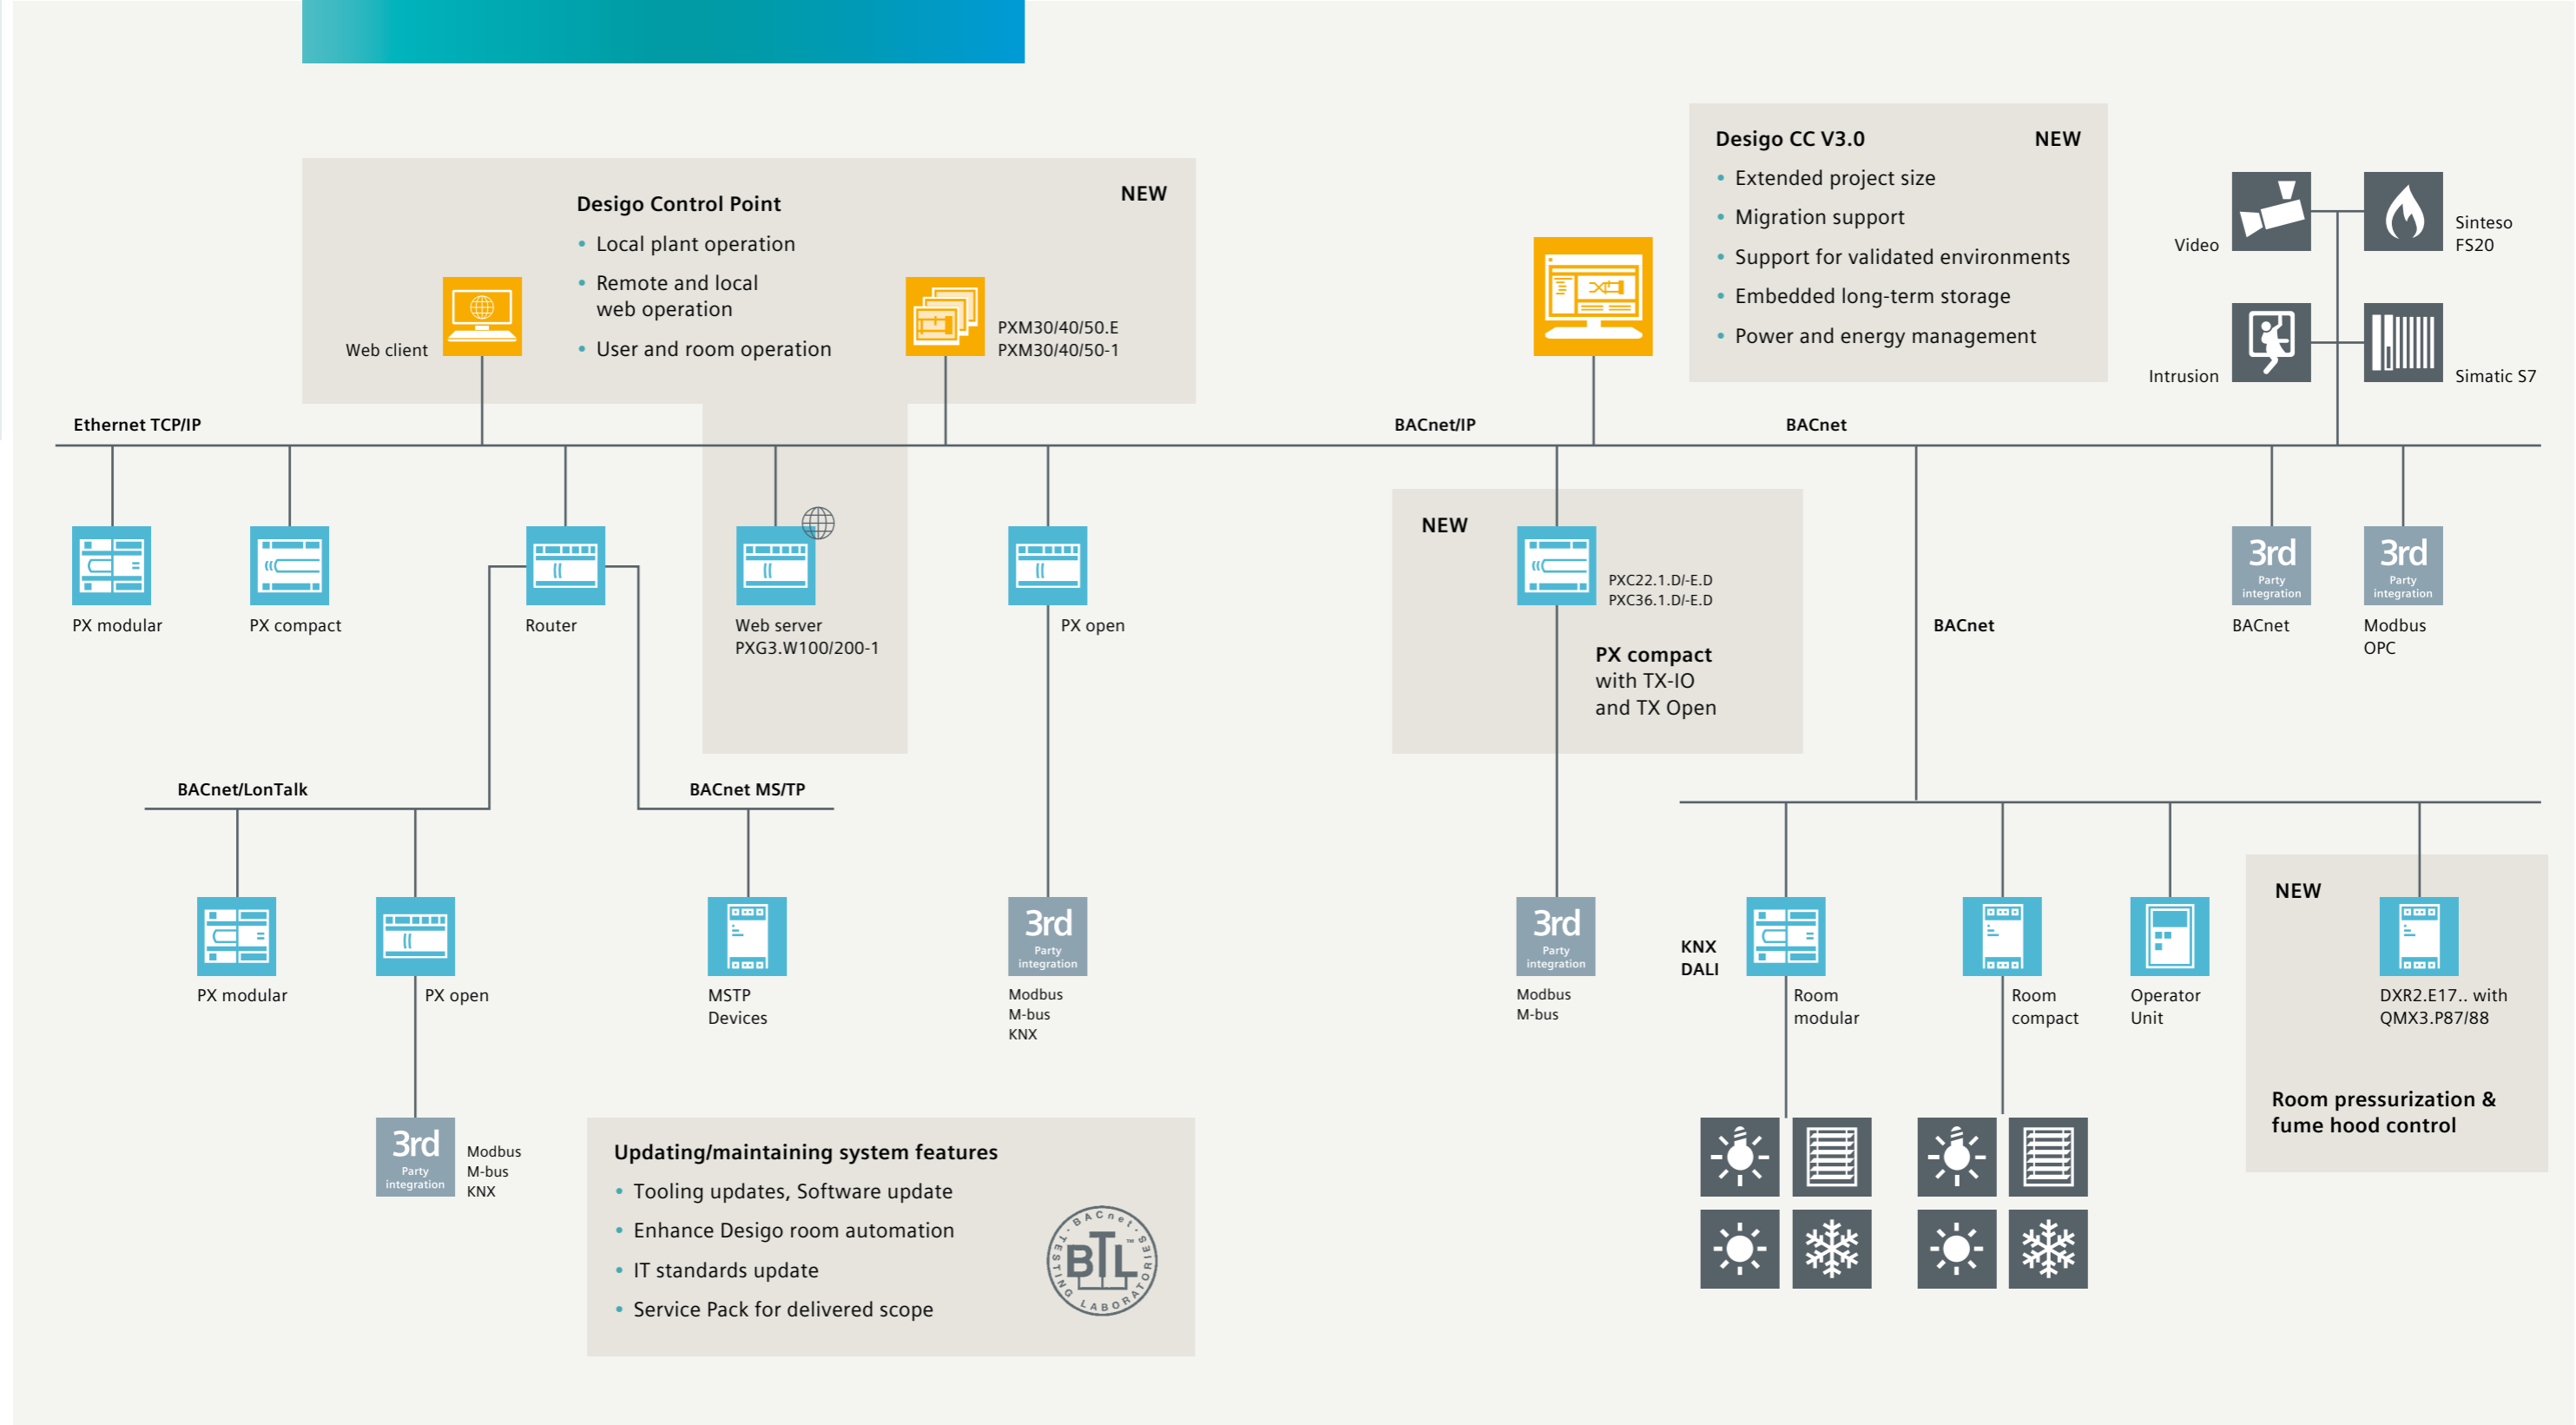 Desigo Control Point
NEW
• Local plant operation
• Remote and local
web operation
• User and room operation
Web client
PXM30/40/50.E
PXM30/40/50-1
Desigo CC V3.0
NEW
• Extended project size
• Migration support
• Support for validated environments
• Embedded long-term storage
• Power and energy management
Video
Sinteso
FS20
Intrusion
Simatic S7
Ethernet TCP/IP
BACnet/IP
BACnet
PX modular
PX compact
Router
Web server
PXG3.W100/200-1
PX open
NEW
PXC22.1.D/-E.D
PXC36.1.D/-E.D
PX compact
with TX-IO
and TX Open
BACnet
3rd
Party
integration
BACnet
3rd
Party
integration
Modbus
OPC
BACnet/LonTalk
BACnet MS/TP
PX modular
PX open
MSTP
Devices
3rd
Party
integration
Modbus
M-bus
KNX
3rd
Party
integration
Modbus
M-bus
KNX
DALI
Room
modular
Room
compact
Operator
Unit
NEW
DXR2.E17.. with
QMX3.P87/88
Room pressurization &
fume hood control
3rd
Party
integration
Modbus
M-bus
KNX
Updating/maintaining system features
• Tooling updates, Software update
• Enhance Desigo room automation
• IT standards update
• Service Pack for delivered scope
BACnet
TESTING LABORATORIES
BTL™